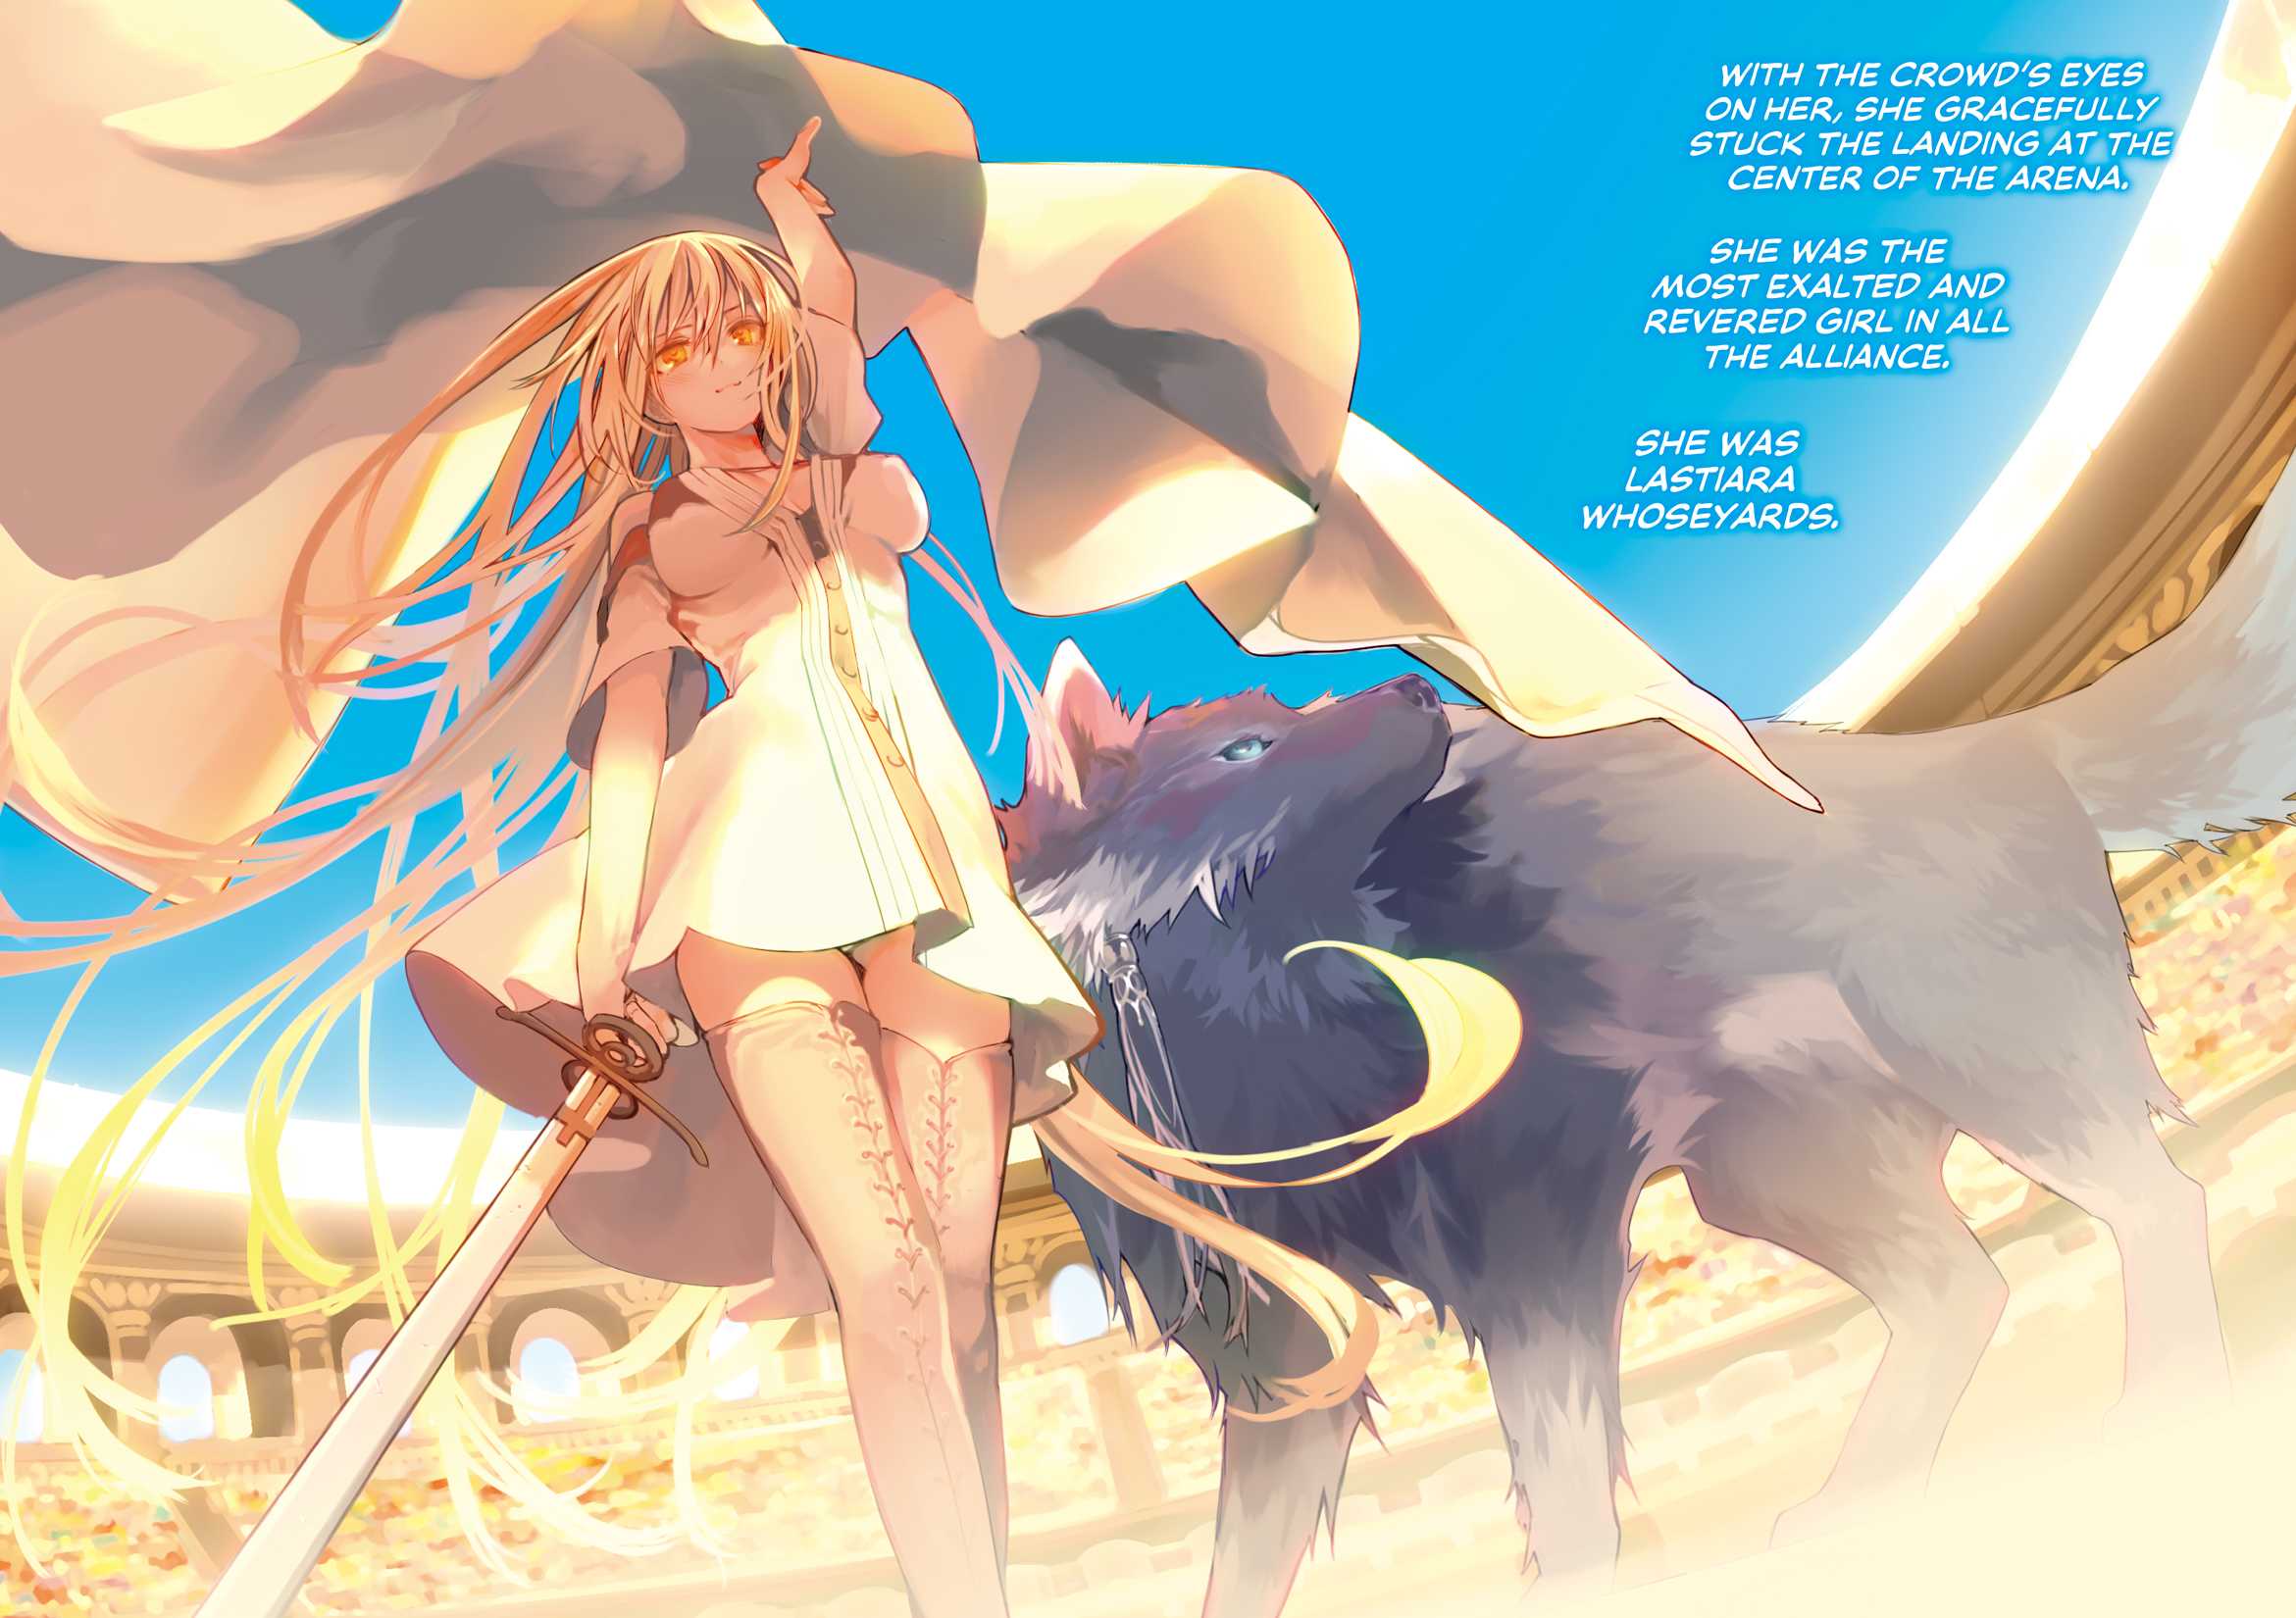 WITH THE CROWD'S EYES
ON HER, SHE GRACEFULLY
STUCK THE LANDING AT THE
CENTER OF THE ARENA.
SHE WAS THE
MOST EXALTED AND
REVERED GIRL IN ALL
THE ALLIANCE.
SHE WAS
LASTIARA
WHOSEYARDS.